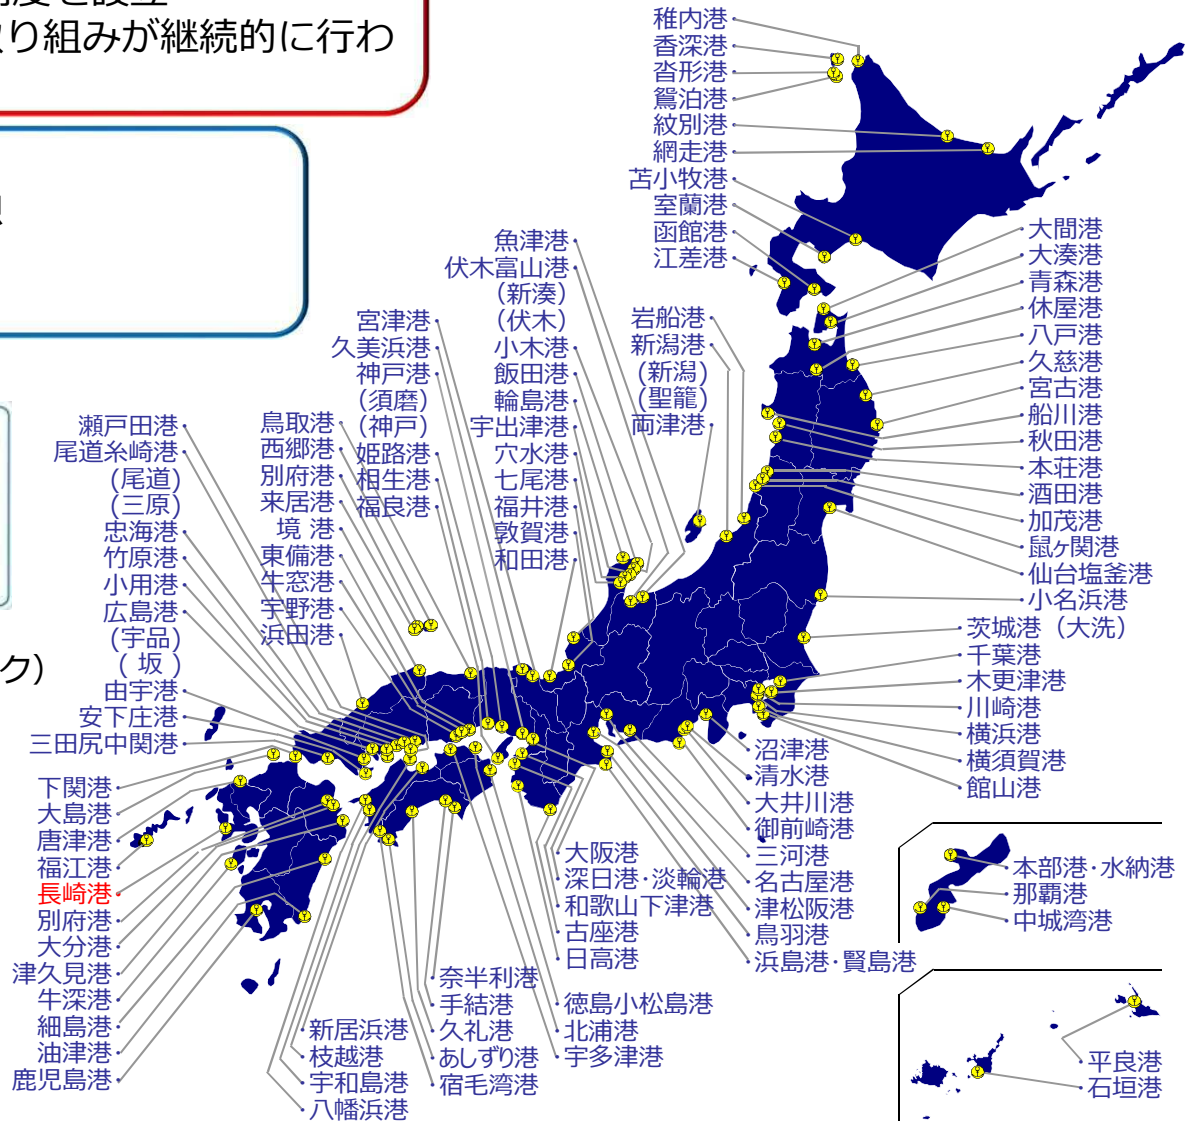 り組みが継続的に行わ
ク）
稚内港
香深港
沓形港
鴛泊港
紋別港
網走港
苫小牧港
室蘭港
函館港
江差港
大間港
大湊港
青森港
休屋港
八戸港
久慈港
宮古港
船川港
秋田港
本荘港
酒田港
加茂港
鼠ヶ関港
仙台塩釜港
小名浜港
茨城港（大洗）
千葉港
木更津港
川崎港
横浜港
横須賀港
館山港
岩船港
新潟港
(新潟)
(聖籠)
両津港
魚津港
伏木富山港
(新湊)
(伏木)
小木港
飯田港
輪島港
宇出津港
穴水港
七尾港
福井港
敦賀港
和田港
宮津港
久美浜港
神戸港
(須磨)
(神戸)
姫路港
相生港
福良港
鳥取港
西郷港
別府港
来居港
境 港
東備港
牛窓港
宇野港
浜田港
瀬戸田港
尾道糸崎港
(尾道)
(三原)
忠海港
竹原港
小用港
広島港
(宇品)
( 坂 )
由宇港
安下庄港
三田尻中関港
下関港
大島港
唐津港
福江港
長崎港
別府港
大分港
津久見港
牛深港
細島港
油津港
鹿児島港
新居浜港
枝越港
宇和島港
八幡浜港
奈半利港
手結港
久礼港
あしずり港
宿毛湾港
徳島小松島港
北浦港
宇多津港
大阪港
深日港・淡輪港
和歌山下津港
古座港
日高港
沼津港
清水港
大井川港
御前崎港
三河港
名古屋港
津松阪港
鳥羽港
浜島港・賢島港
本部港・水納港
那覇港
中城湾港
平良港
石垣港